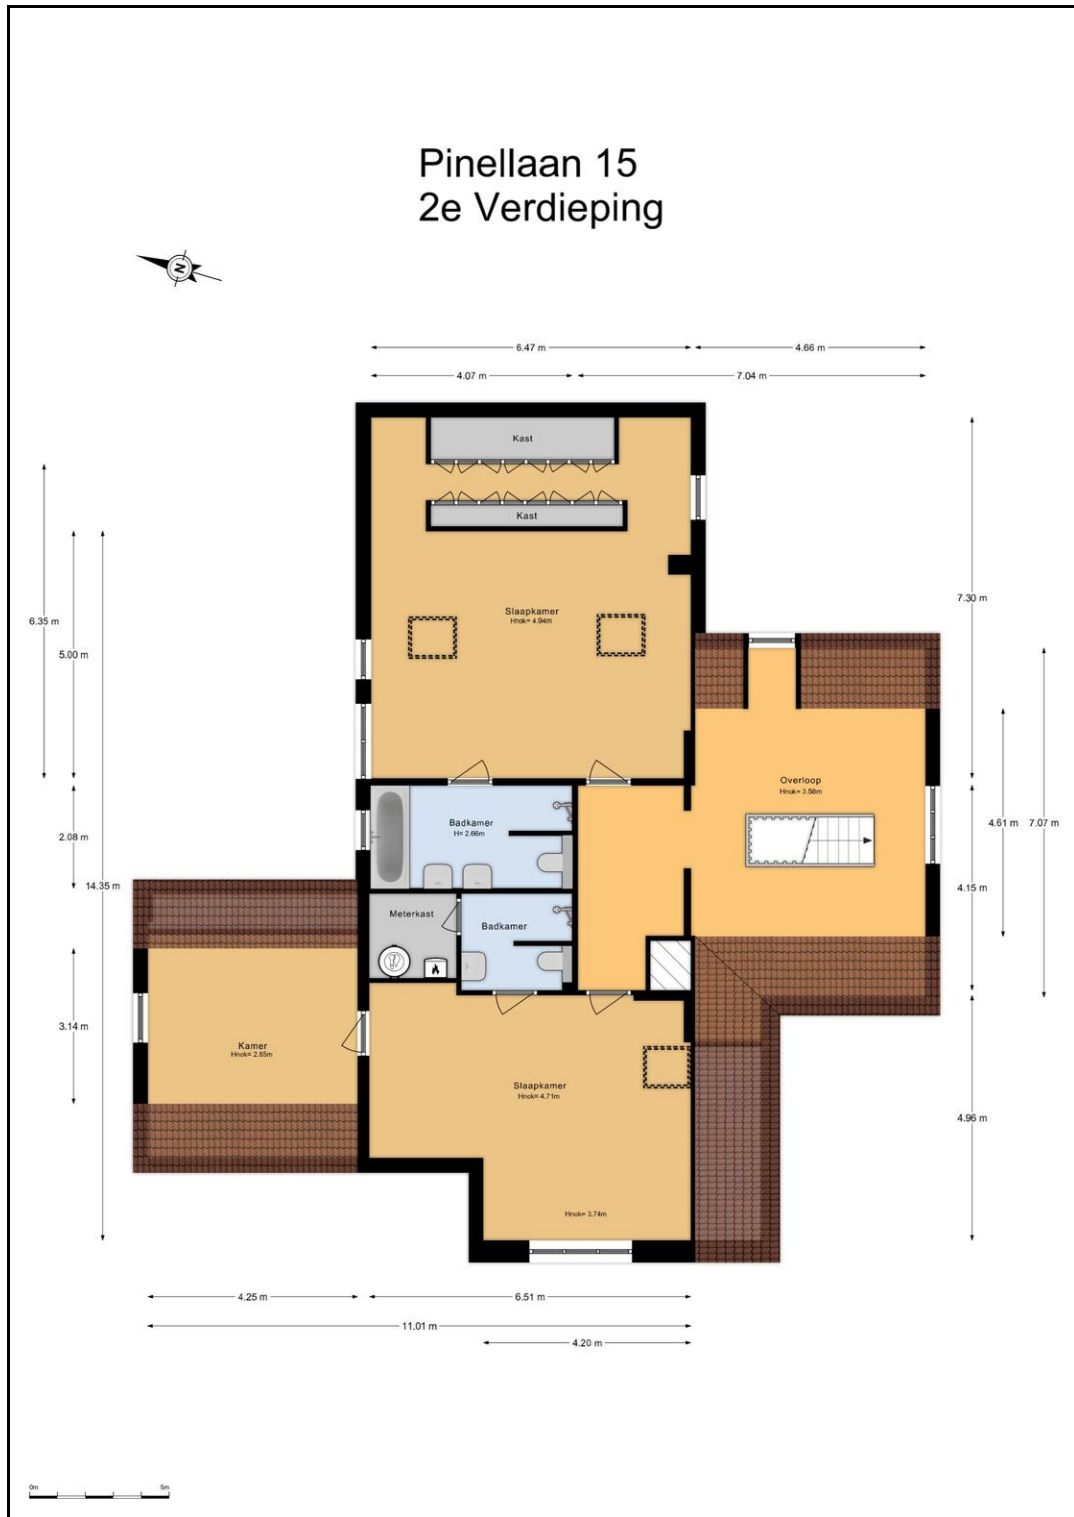 Pinellaan 15
2e Verdieping
N
6.47 m
4.66 m
4.07 m
7.04 m
Kast
Kast
6.35 m
5.00 m
7.30 m
Slaapkamer
Hnok= 4.94m
Overloop
Hnok= 3.58m
4.61 m
7.07 m
Badkamer
H= 2.66m
2.08 m
14.35 m
4.15 m
Meterkast
Badkamer
3.14 m
Kamer
Hnok= 2.85m
Slaapkamer
Hnok= 4.71m
4.96 m
Hnok= 3.74m
4.25 m
6.51 m
11.01 m
4.20 m
0m
5m